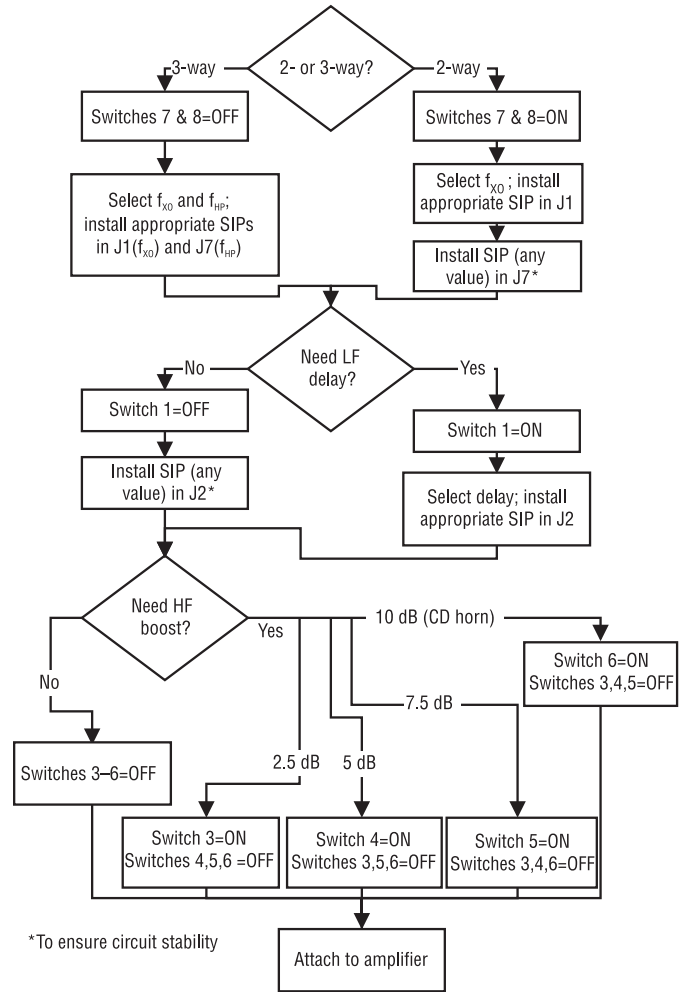 2- or 3-way?
3-way
2-way
Switches 7 & 8=OFF
Switches 7 & 8=ON
Select fXO and fHP;
install appropriate SIPs
in J1(fXO) and J7(fHP)
Select fXO ; install
appropriate SIP in J1
Install SIP (any
value) in J7*
Need LF
delay?
No
Yes
Switch 1=OFF
Switch 1=ON
Install SIP (any
value) in J2*
Select delay; install
appropriate SIP in J2
Need HF
boost?
No
Yes
10 dB (CD horn)
Switch 6=ON
Switches 3,4,5=OFF
7.5 dB
2.5 dB
5 dB
Switches 3–6=OFF
Switch 3=ON
Switches 4,5,6 =OFF
Switch 4=ON
Switches 3,5,6=OFF
Switch 5=ON
Switches 3,4,6=OFF
*To ensure circuit stability
Attach to amplifier